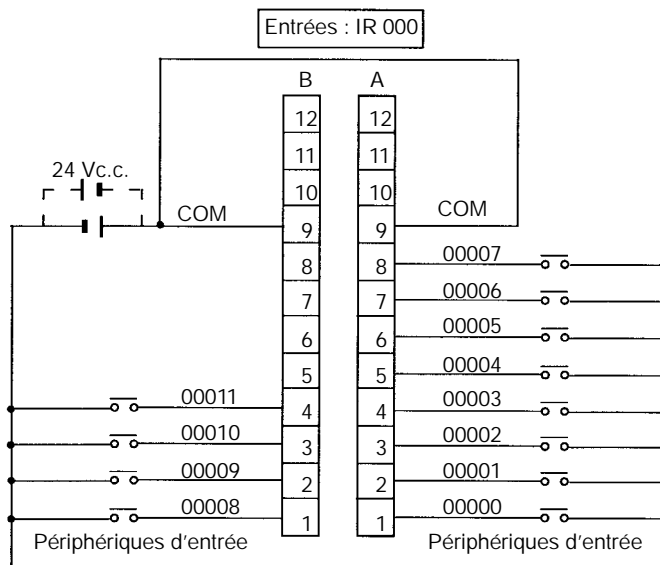 Entrées : IR 000
B A
12 12
11 11
24 Vc.c.
10 10
COM 9 9 COM
8 8 00007
7 7 00006
6 6 00005
5 5 00004
00011 4 4 00003
00010 3 3 00002
00009 2 2 00001
00008 1 1 00000
Périphériques d'entrée Périphériques d'entrée